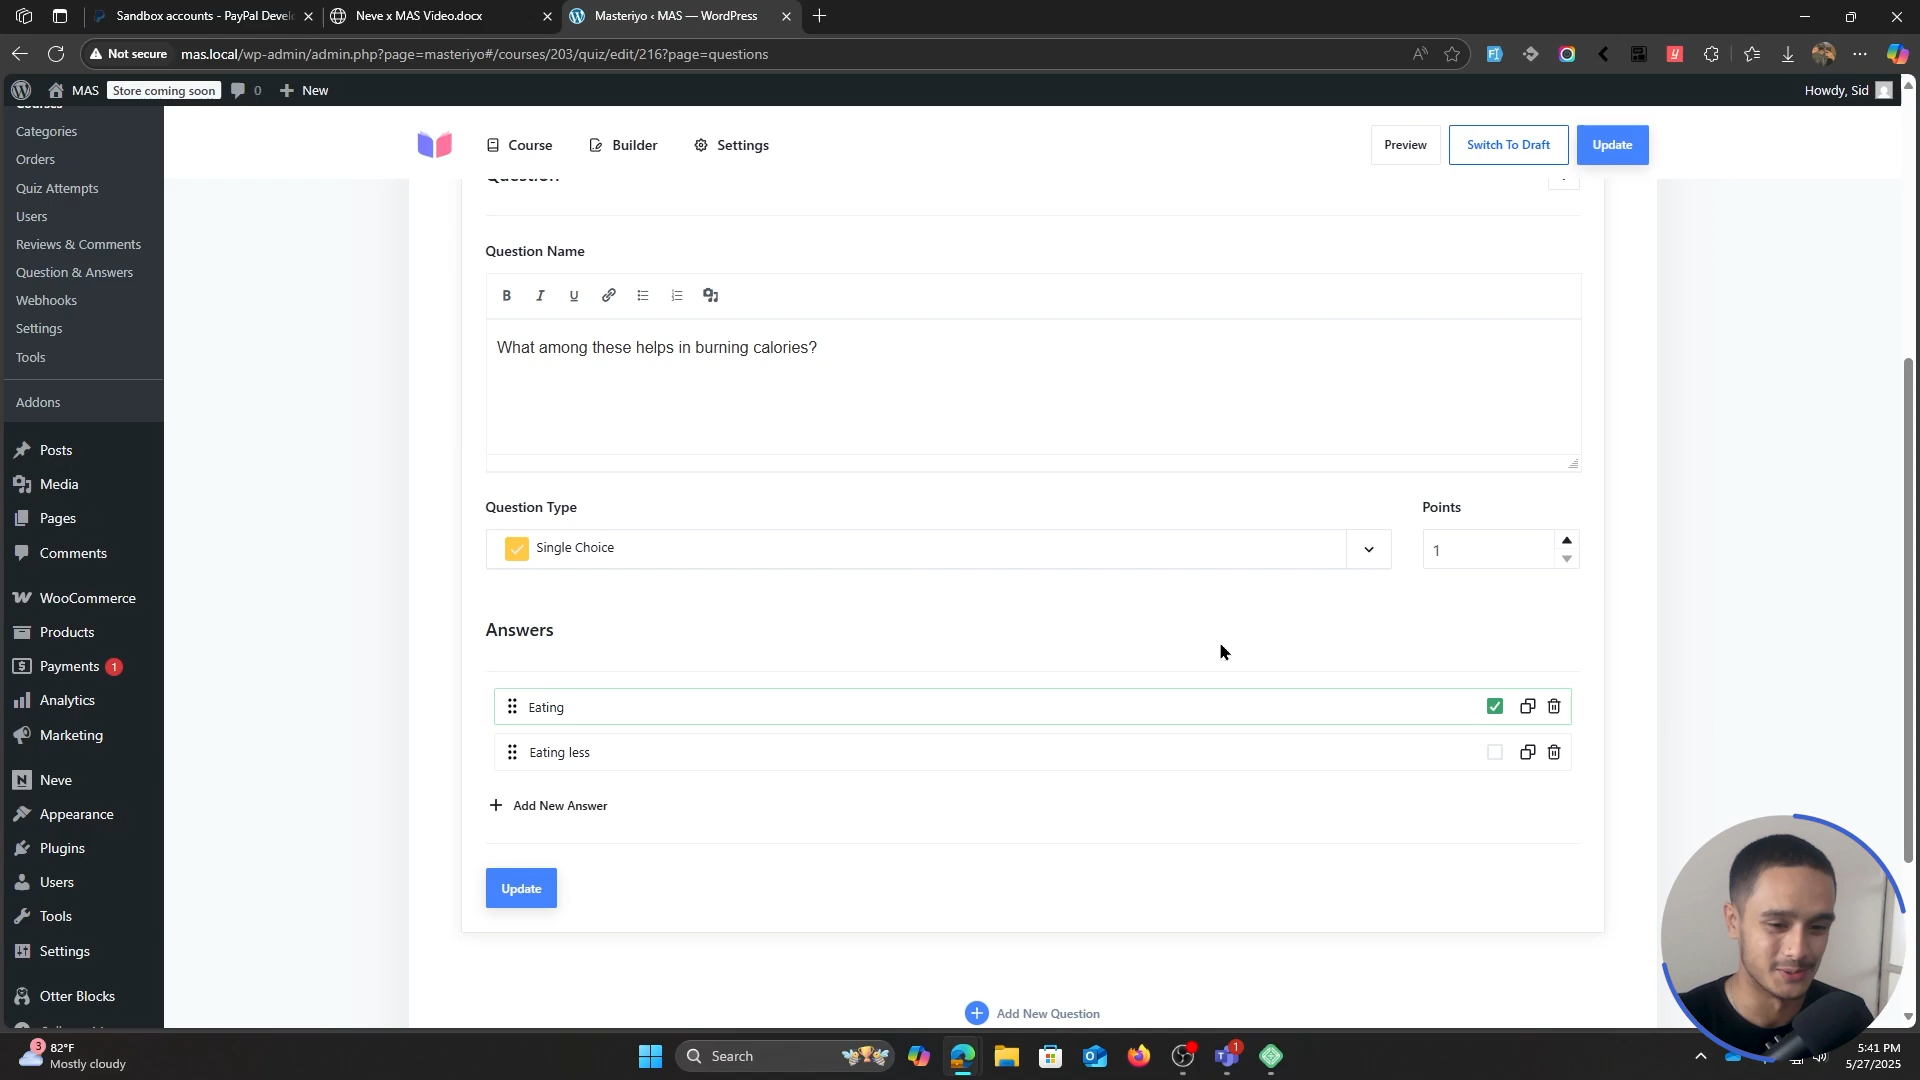 Sandbox accounts - PayPal Devel
Neve x MAS Video.docx
Masteriyo ‹ MAS — WordPress
Not secure
mas.local/wp-admin/admin.php?page=masteriyo#/courses/203/quiz/edit/216?page=questions
MAS
Store coming soon
0
New
Howdy, Sid
Courses
Categories
Orders
Quiz Attempts
Users
Reviews & Comments
Question & Answers
Webhooks
Settings
Tools
Addons
Posts
Media
Pages
Comments
WooCommerce
Products
Payments 1
Analytics
Marketing
Neve
Appearance
Plugins
Users
Tools
Settings
Otter Blocks
Course
Builder
Settings
Preview
Switch To Draft
Update
Question
Question Name
B I U
What among these helps in burning calories?
Question Type
Points
Single Choice
1
Answers
Eating
Eating less
Add New Answer
Update
Add New Question
3
82°F
Mostly cloudy
Search
1
5:41 PM
5/27/2025